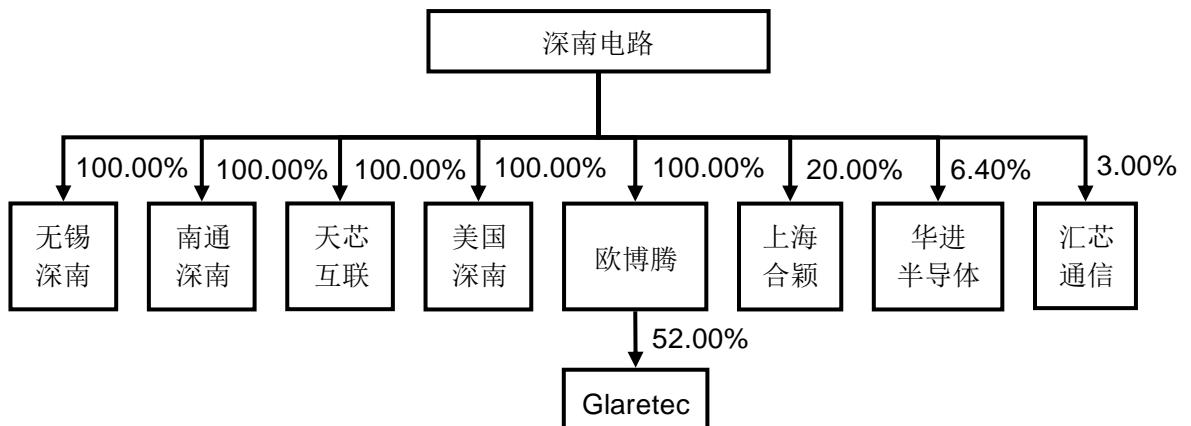 深南电路
100.00%
100.00%
100.00%
100.00%
100.00%
20.00%
6.40%
3.00%
无锡
深南
南通
深南
天芯
互联
美国
深南
欧博腾
上海
合颖
华进
半导体
汇芯
通信
52.00%
Glaretec